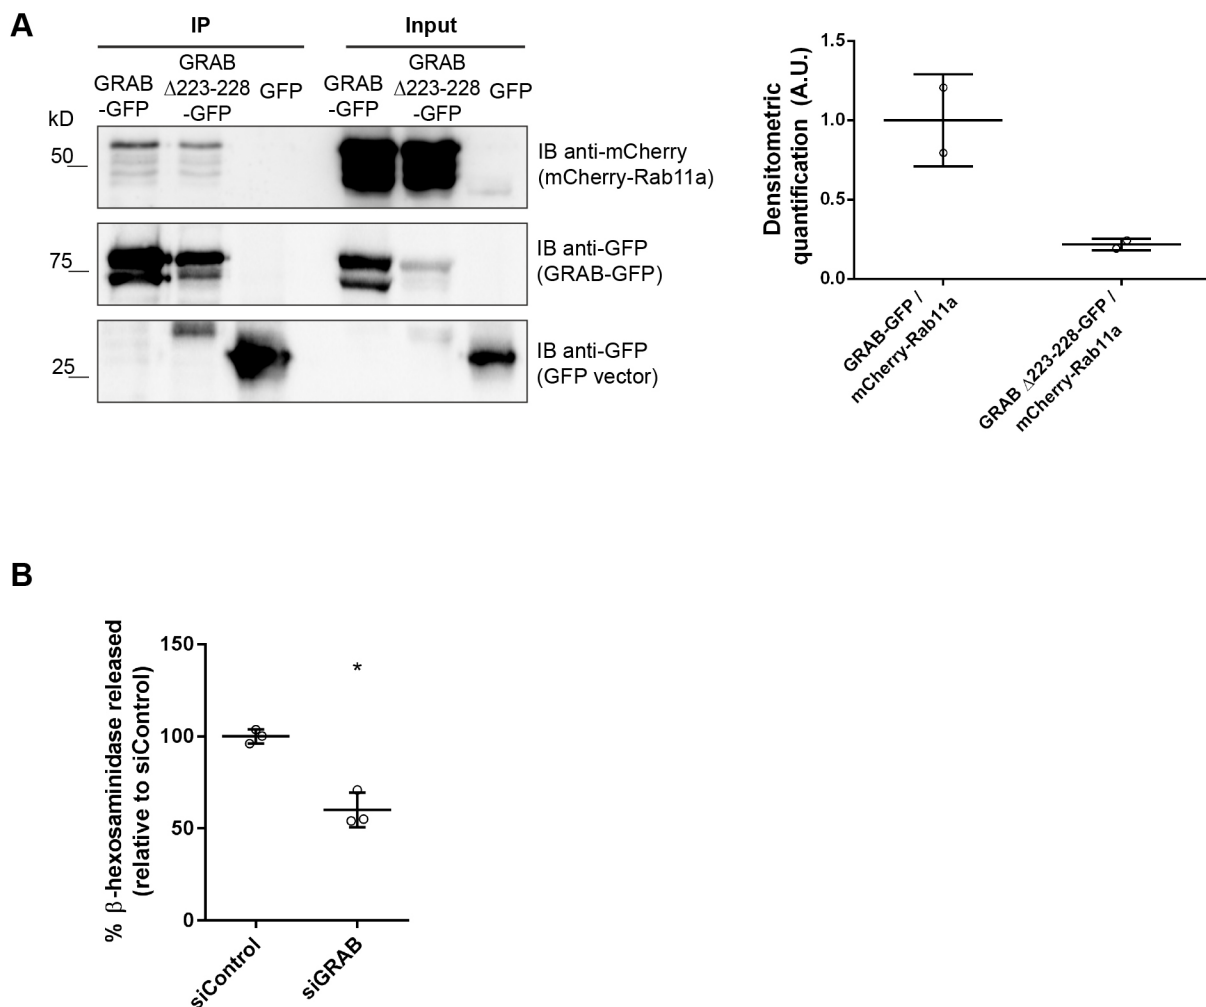 A
IP
Input
GRAB
-GFP
GRAB
Δ223-228
-GFP
GFP
GRAB
-GFP
GRAB
Δ223-228
-GFP
GFP
kD
50
IB anti-mCherry
(mCherry-Rab11a)
75
IB anti-GFP
(GRAB-GFP)
25
IB anti-GFP
(GFP vector)
Densitometric
quantification (A.U.)
1.5
1.0
0.5
0.0
GRAB-GFP /
mCherry-Rab11a
GRAB Δ223-228-GFP /
mCherry-Rab11a
B
% β-hexosaminidase released
(relative to siControl)
150
100
50
0
*
siControl
siGRAB